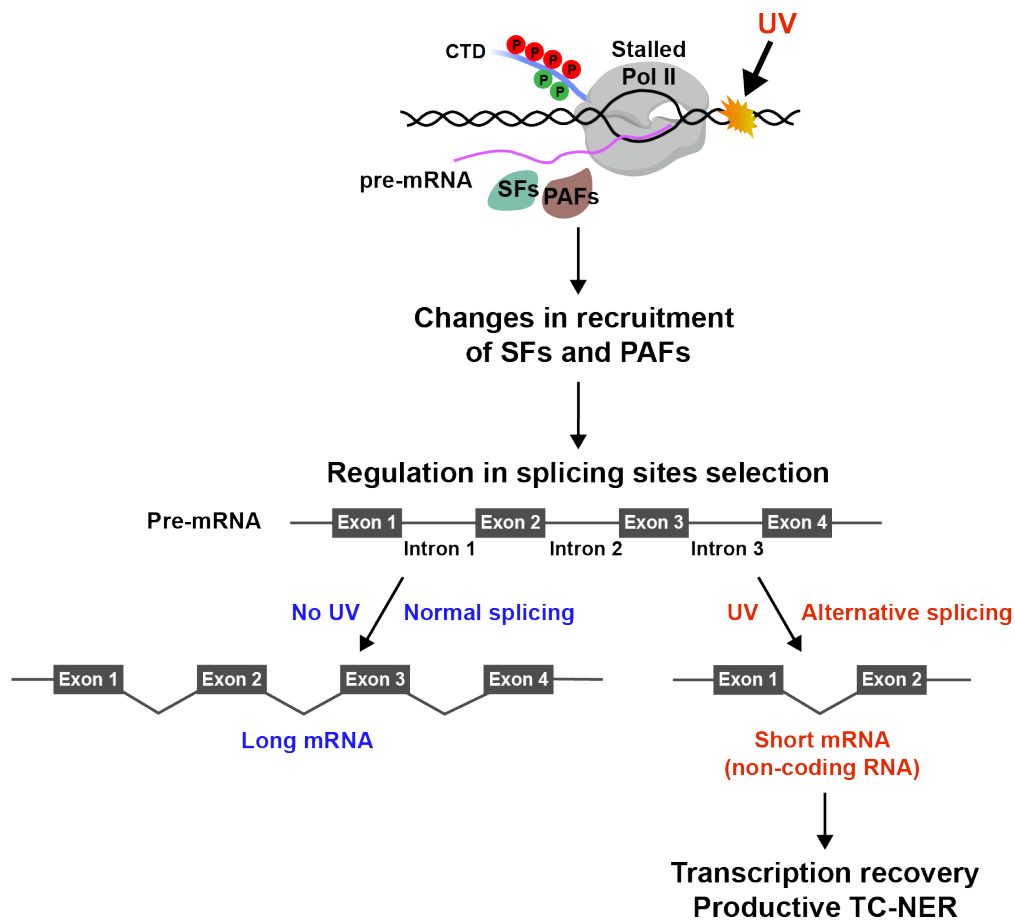 UV
CTD
P
P
P
P
P
P
Stalled
Pol II
pre-mRNA
SFs
PAFs
Changes in recruitment
of SFs and PAFs
Regulation in splicing sites selection
Pre-mRNA
Exon 1
Exon 2
Exon 3
Exon 4
Intron 1
Intron 2
Intron 3
No UV
Normal splicing
UV
Alternative splicing
Exon 1
Exon 2
Exon 3
Exon 4
Exon 1
Exon 2
Long mRNA
Short mRNA
(non-coding RNA)
Transcription recovery
Productive TC-NER